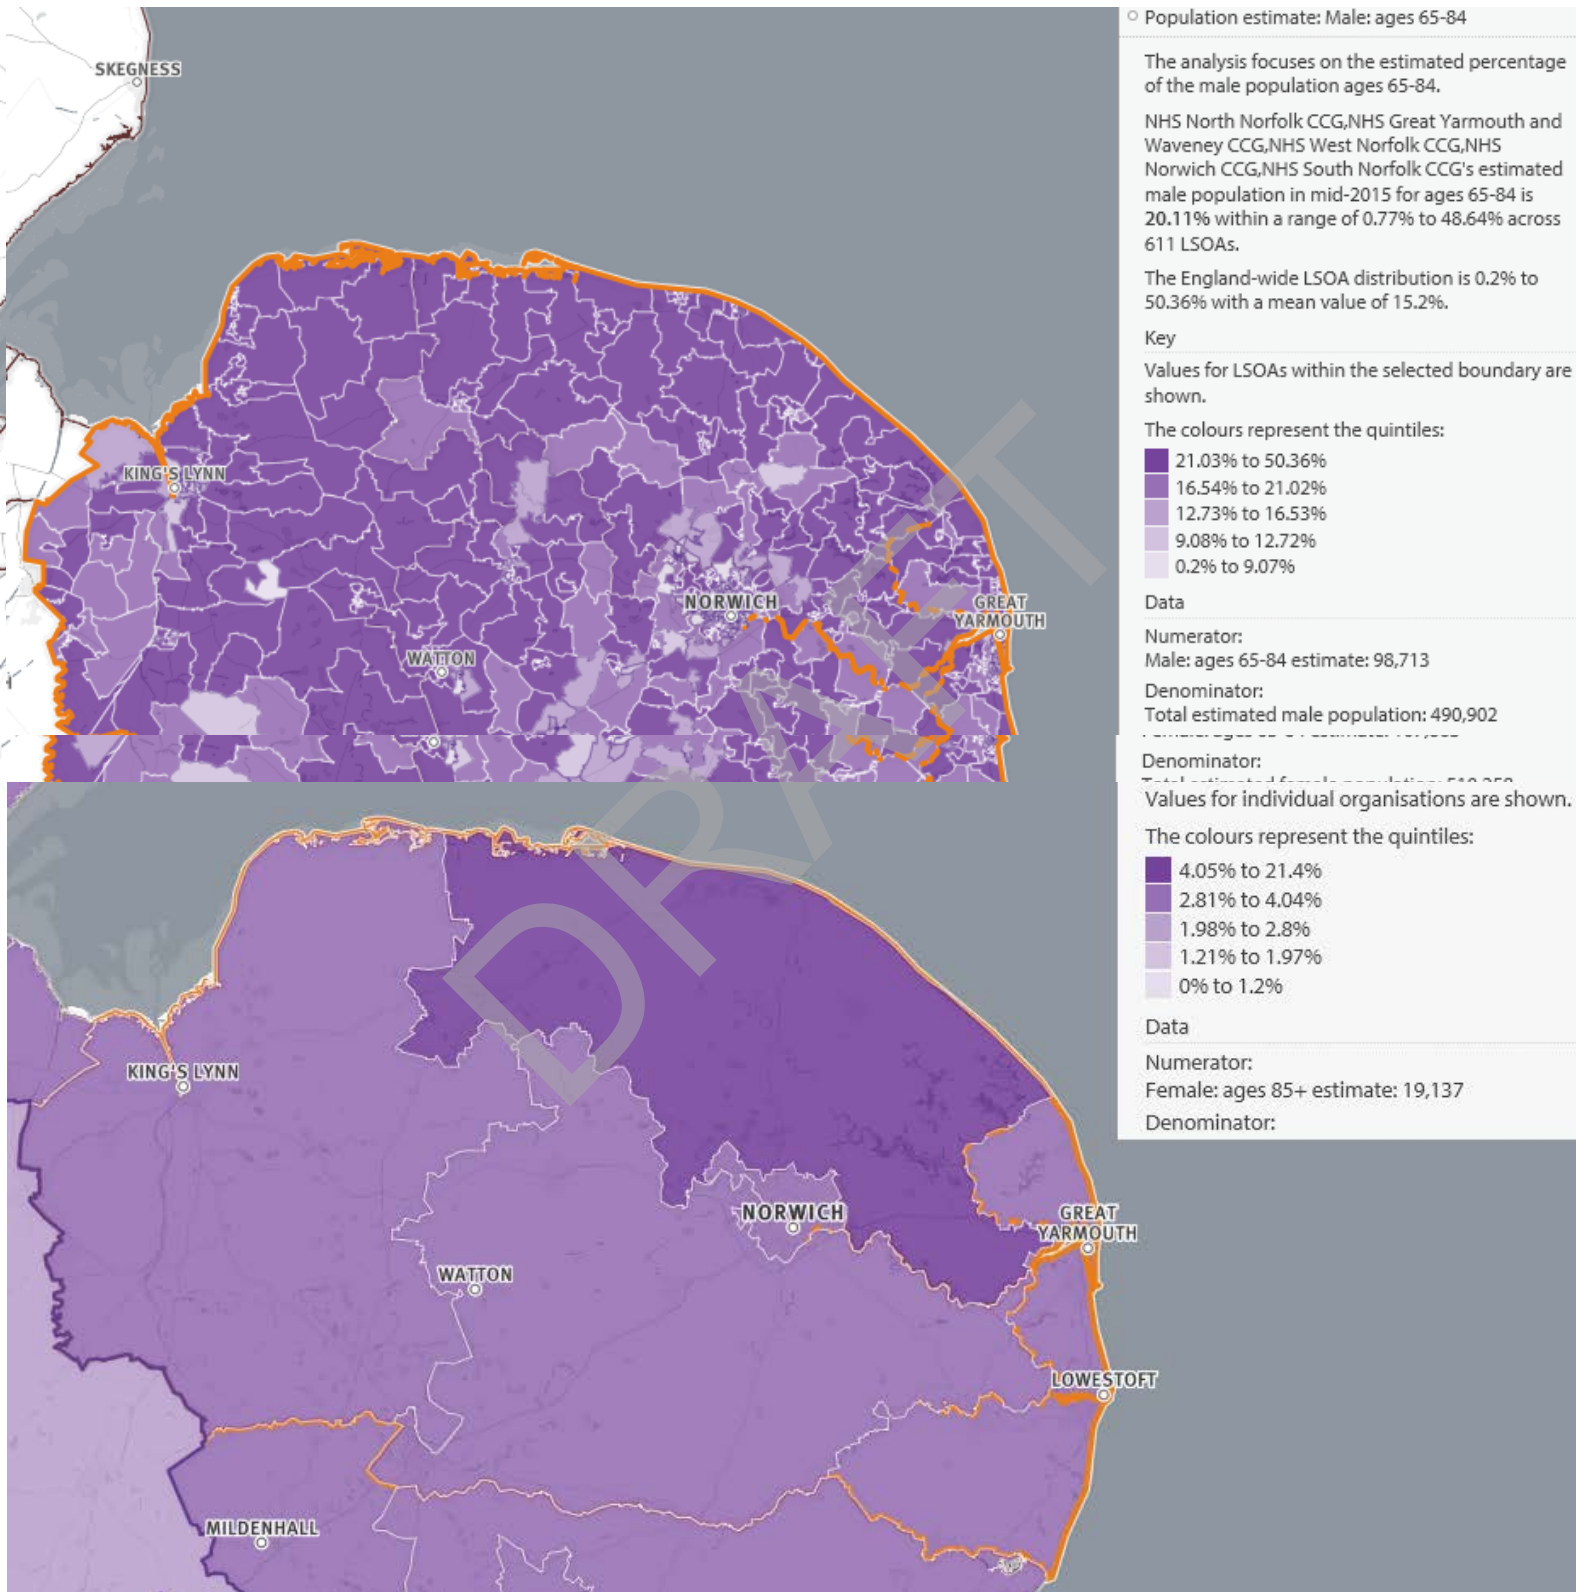 SKEGNESS
KING'S LYNN
NORWICH
GREAT
YARMOUTH
WATTON
Population estimate: Male: ages 65-84
The analysis focuses on the estimated percentage
of the male population ages 65-84.
NHS North Norfolk CCG,NHS Great Yarmouth and
Waveney CCG,NHS West Norfolk CCG,NHS
Norwich CCG,NHS South Norfolk CCG's estimated
male population in mid-2015 for ages 65-84 is
20.11% within a range of 0.77% to 48.64% across
611 LSOAs.
The England-wide LSOA distribution is 0.2% to
50.36% with a mean value of 15.2%.
Key
Values for LSOAs within the selected boundary are
shown.
The colours represent the quintiles:
21.03% to 50.36%
16.54% to 21.02%
12.73% to 16.53%
9.08% to 12.72%
0.2% to 9.07%
Data
Numerator:
Male: ages 65-84 estimate: 98,713
Denominator:
Total estimated male population: 490,902
Denominator:
Values for individual organisations are shown.
The colours represent the quintiles:
4.05% to 21.4%
2.81% to 4.04%
1.98% to 2.8%
1.21% to 1.97%
0% to 1.2%
Data
Numerator:
Female: ages 85+ estimate: 19,137
Denominator:
KING'S LYNN
NORWICH
GREAT
YARMOUTH
WATTON
LOWESTOFT
MILDENHALL
DRAFT